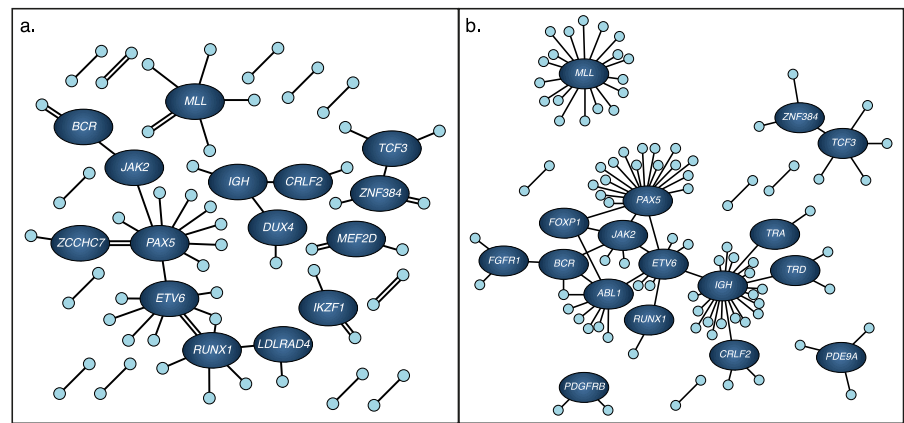 a.
MLL
BCR
TCF3
JAK2
IGH
CRLF2
ZNF384
DUX4
MEF2D
ZCCHC7
PAX5
ETV6
IKZF1
RUNX1
LDLRAD4
b.
MLL
ZNF384
TCF3
PAX5
FOXP1
JAK2
TRA
FGFR1
BCR
ETV6
TRD
ABL1
IGH
RUNX1
CRLF2
PDE9A
PDGFRB